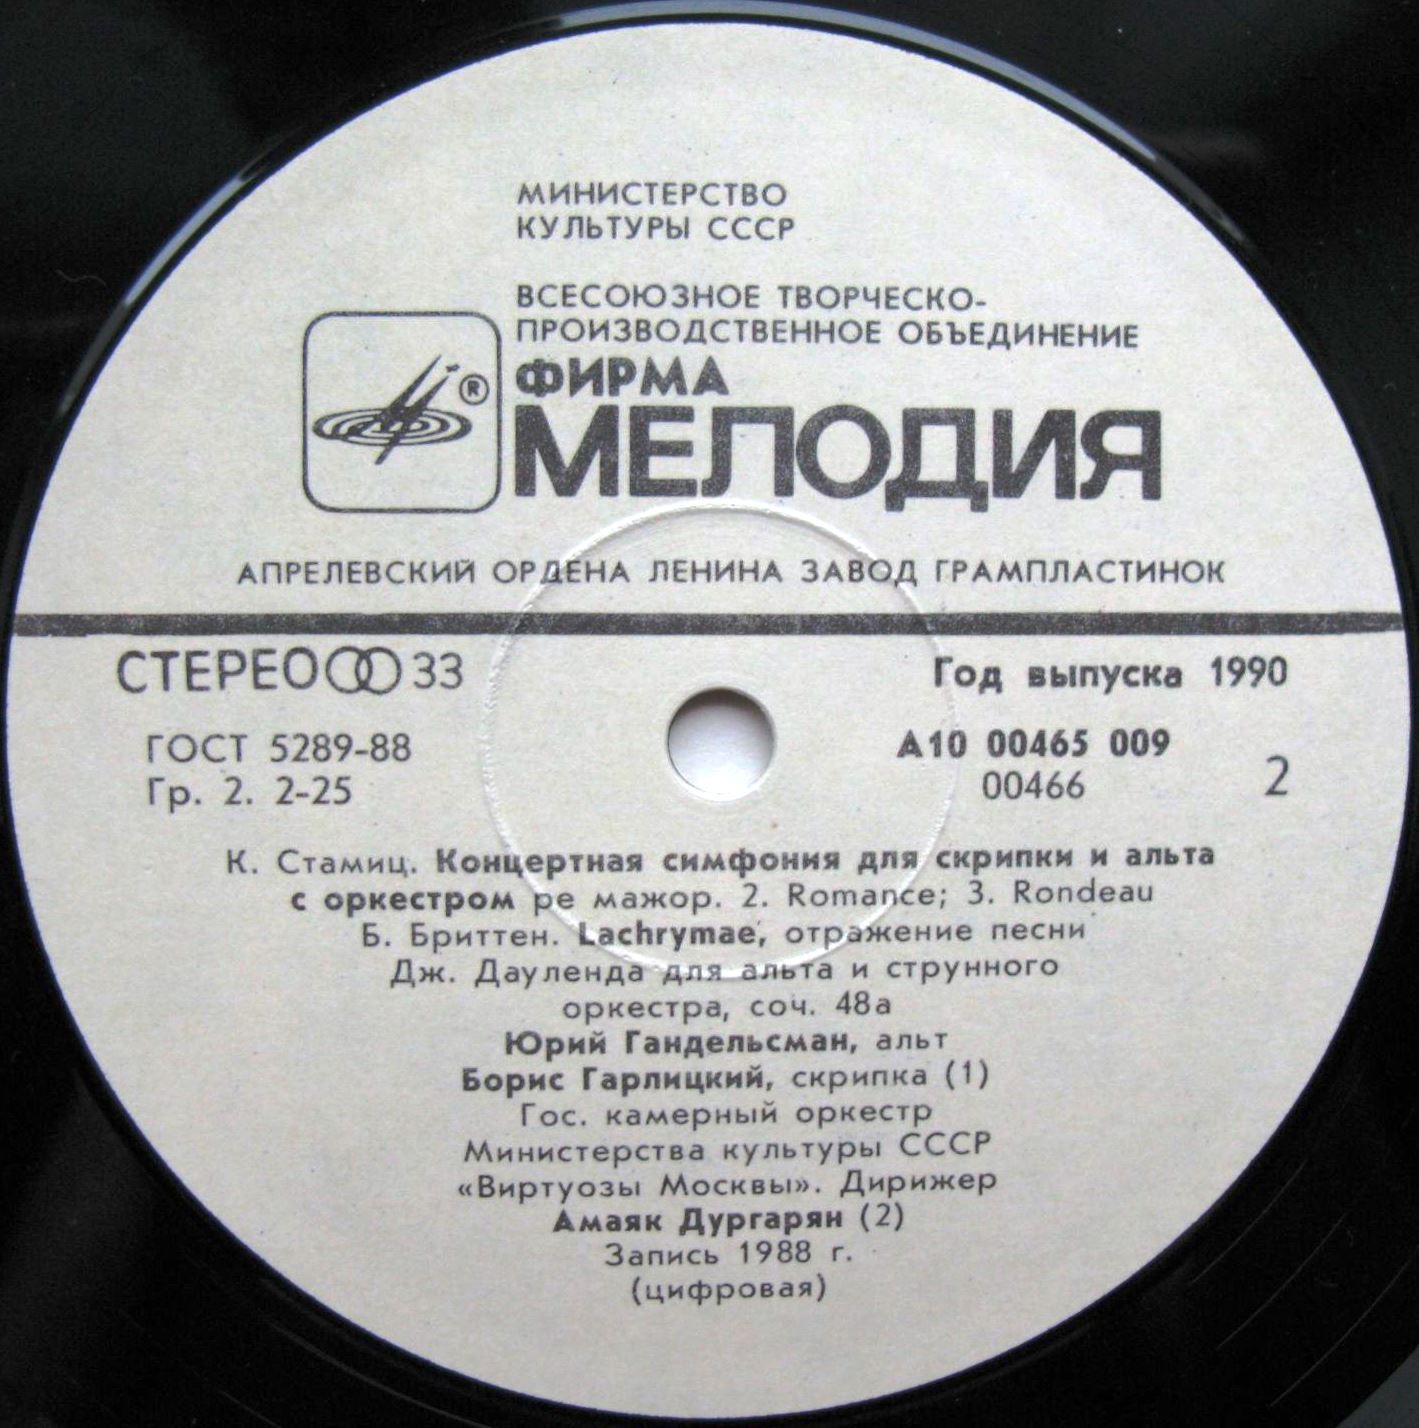 МИНИСТЕРСТВО
КУЛЬТУРЫ СССР
ВСЕСОЮЗНОЕ ТВОРЧЕСКО-
ПРОИЗВОДСТВЕННОЕ ОБЪЕДИНЕНИЕ
ФИРМА
®
МЕЛОДИЯ
АПРЕЛЕВСКИЙ ОРДЕНА ЛЕНИНА ЗАВОД ГРАМПЛАСТИНОК
СТЕРЕО 33
Год выпуска 1990
ГОСТ 5289-88
А10 00465 009
Гр. 2. 2-25
00466
2
К. Стамиц. Концертная симфония для скрипки и альта
с оркестром ре мажор. 2. Romance; 3. Rondeau
Б. Бриттен. Lachrymae, отражение песни
Дж. Дауленда для альта и струнного
оркестра, соч. 48а
Юрий Гандельсман, альт
Борис Гарлицкий, скрипка (1)
Гос. камерный оркестр
Министерства культуры СССР
«Виртуозы Москвы». Дирижер
Амаяк Дургарян (2)
Запись 1988 г.
(цифровая)